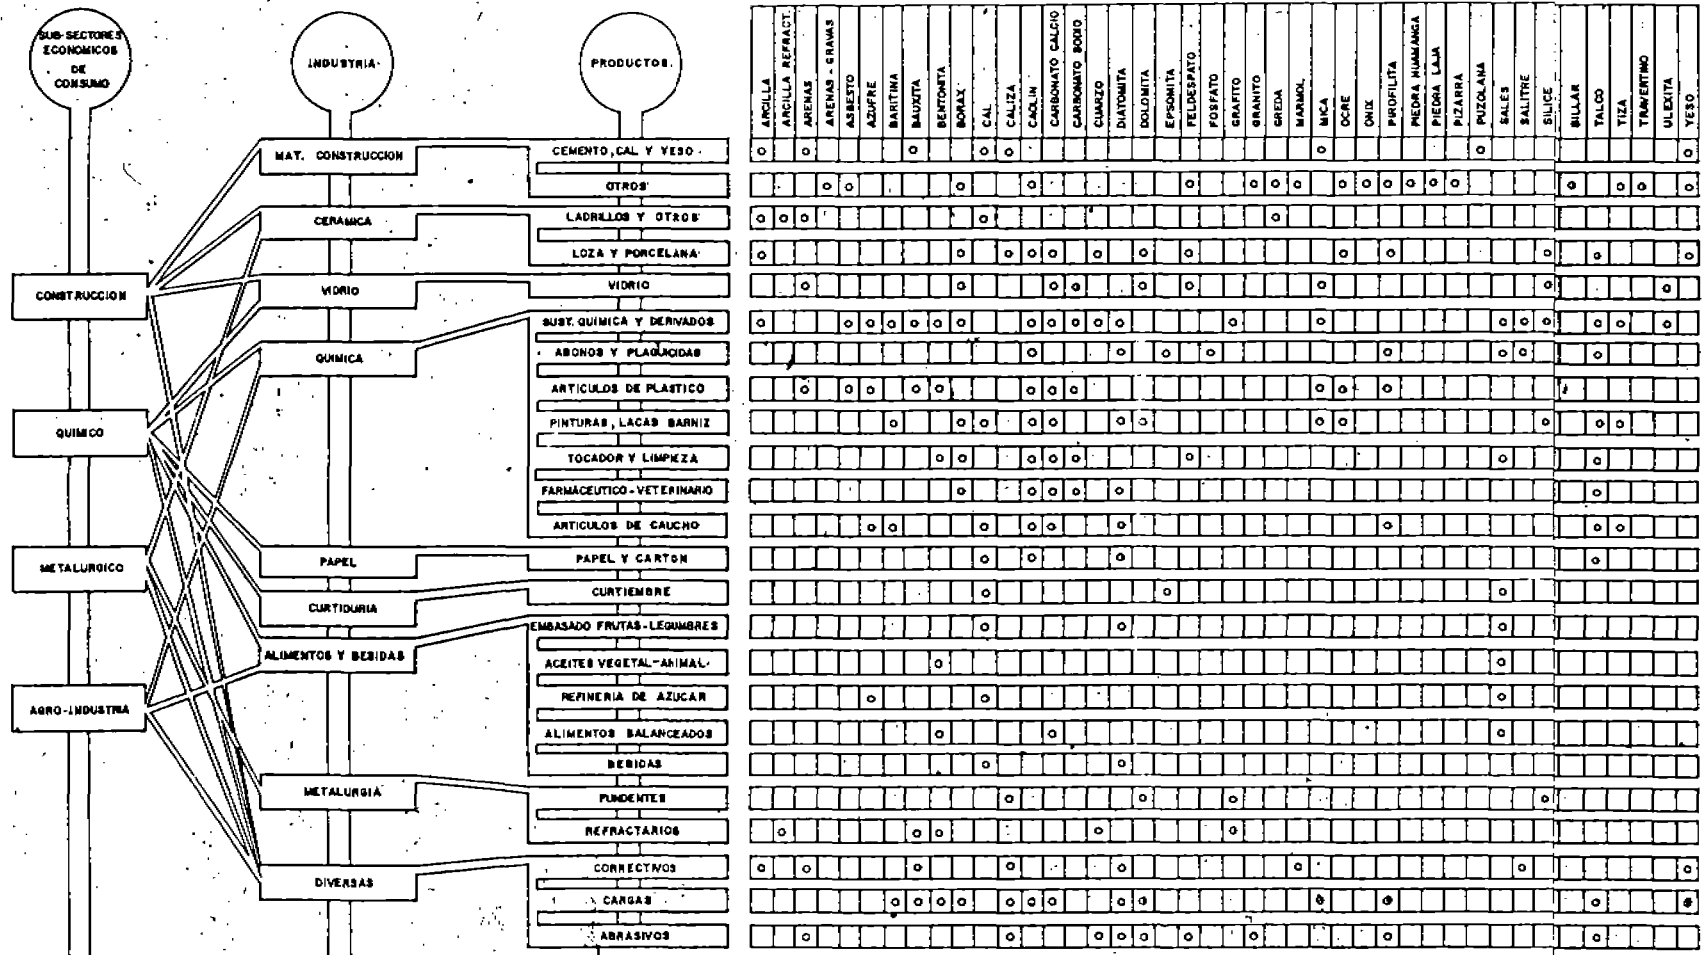 SUB-SECTORES
ECONOMICOS
DE
CONSUMO
INDUSTRIA
PRODUCTOS.
ARCILLA
ARCILLA REFRACT.
ARENAS
ARENAS - GRAVAS
ASBESTO
AZUFRE
BARITINA
BAUXITA
BENTONITA
BORAX
CAL
CALIZA
CAOLIN
CARBONATO CALCIO
CARBONATO SODIO
CUARZO
DIATOMITA
DOLOMITA
EPSOMITA
FELDESPATO
FOSFATO
GRAFITO
GRANITO
GREDA
MARMOL
MICA
OCRE
ONIX
PIROFILITA
PIEDRA HUAMANGA
PIEDRA LAJA
PIZARRA
PUZOLANA
SALES
SALITRE
SILICE
SILLAR
TALCO
TIZA
TRAVERTINO
ULEXITA
YESO
CONSTRUCCION
QUIMICO
METALURGICO
AGRO-INDUSTRIA
MAT. CONSTRUCCION
CERAMICA
VIDRIO
QUIMICA
PAPEL
CURTIDURIA
ALIMENTOS Y BEBIDAS
METALURGIA
DIVERSAS
CEMENTO, CAL Y YESO
OTROS
LADRILLOS Y OTROS
LOZA Y PORCELANA
VIDRIO
SUST. QUIMICA Y DERIVADOS
ABONOS Y PLAQUICIDAS
ARTICULOS DE PLASTICO
PINTURAS, LACAS BARNIZ
TOCADOR Y LIMPIEZA
FARMACEUTICO-VETERINARIO
ARTICULOS DE CAUCHO
PAPEL Y CARTON
CURTIEMBRE
EMBASADO FRUTAS-LEGUMBRES
ACEITES VEGETAL-ANIMAL
REFINERIA DE AZUCAR
ALIMENTOS BALANCEADOS
BEBIDAS
FUNDENTES
REFRACTARIOS
CORRECTIVOS
CARGAS
ABRASIVOS